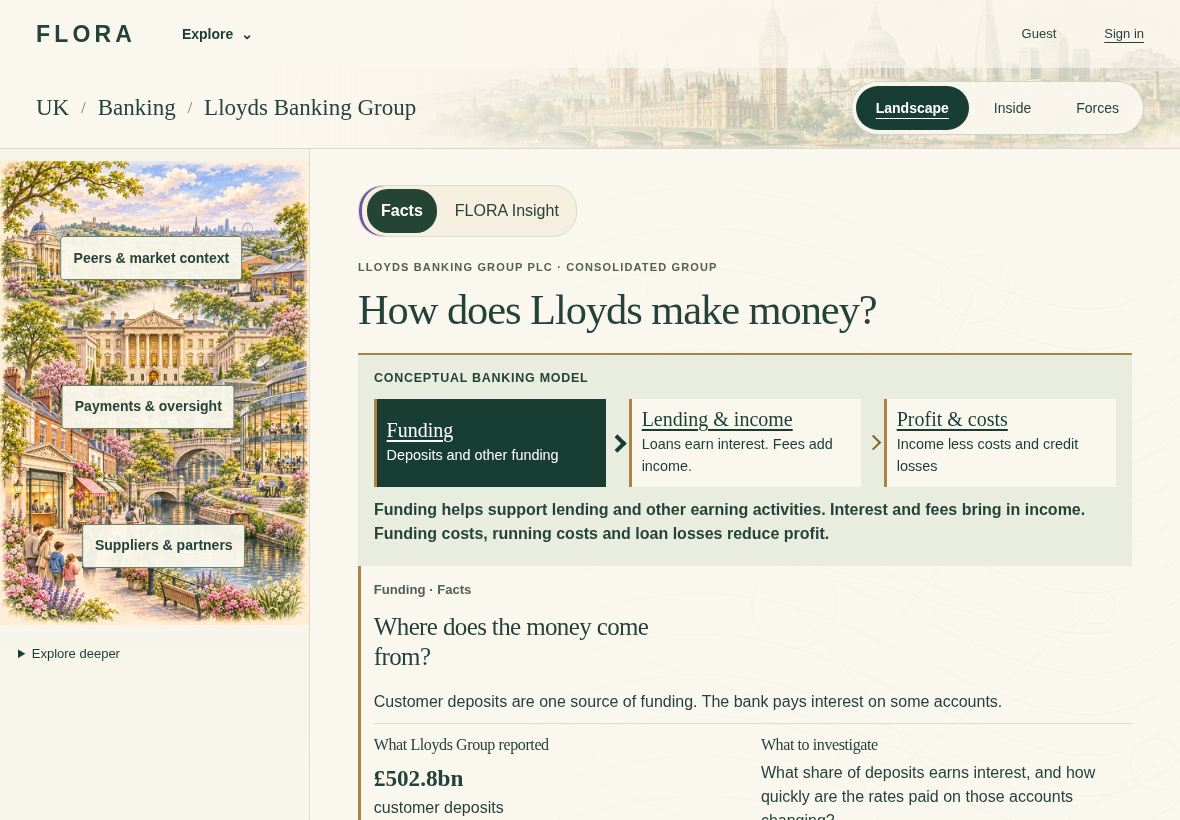 FLORA
Explore
Guest
Sign in
UK / Banking / Lloyds Banking Group
Landscape
Inside
Forces
Peers & market context
Payments & oversight
Suppliers & partners
Explore deeper
Facts
FLORA Insight
LLOYDS BANKING GROUP PLC · CONSOLIDATED GROUP
How does Lloyds make money?
CONCEPTUAL BANKING MODEL
Funding
Deposits and other funding
Lending & income
Loans earn interest. Fees add
income.
Profit & costs
Income less costs and credit
losses
Funding helps support lending and other earning activities. Interest and fees bring in income.
Funding costs, running costs and loan losses reduce profit.
Funding · Facts
Where does the money come
from?
Customer deposits are one source of funding. The bank pays interest on some accounts.
What Lloyds Group reported
£502.8bn
customer deposits
What to investigate
What share of deposits earns interest, and how
quickly are the rates paid on those accounts
changing?